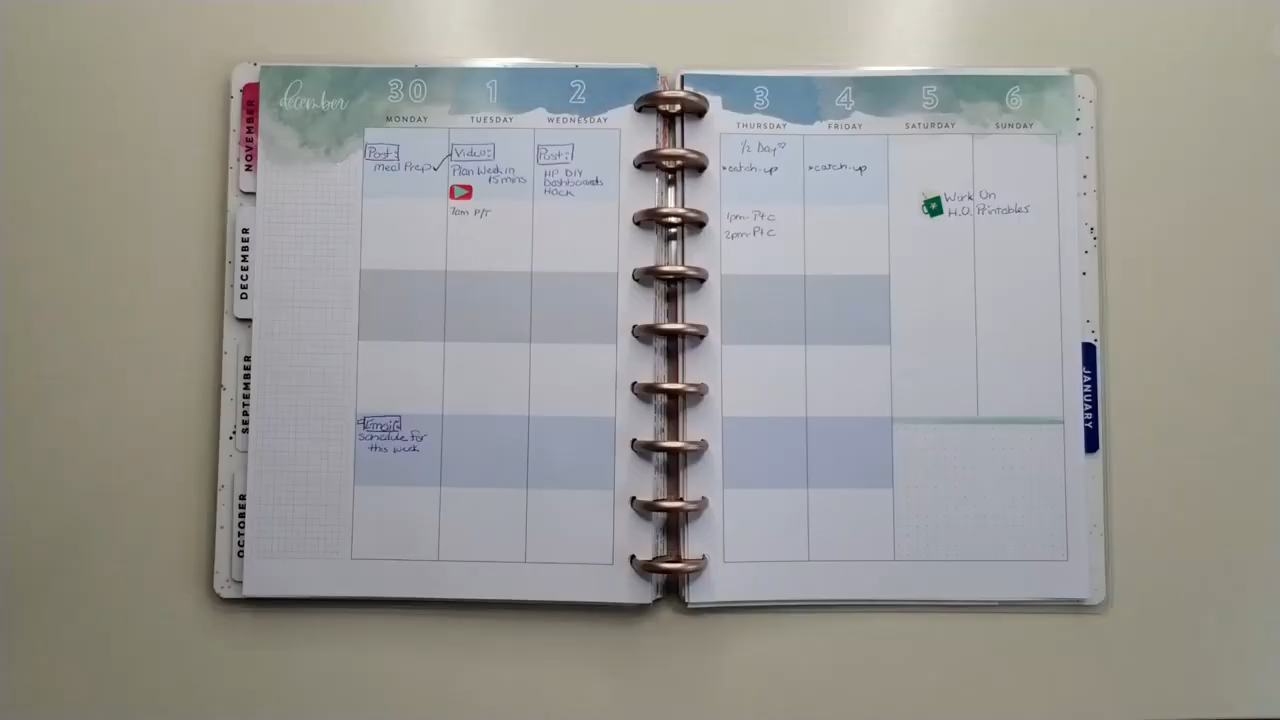 december
30
1
2
MONDAY
TUESDAY
WEDNESDAY
Post:
meal Prep
Video:
Plan Week in
15 mins
7am P/T
Post:
HP DIY
Dashboards
Hack
Email:
schedule for
this week
3
4
5
6
THURSDAY
FRIDAY
SATURDAY
SUNDAY
1/2 Day♡
*catch-up
1pm- Ptc
2pm- Ptc
*catch-up
Work On
H.O. Printables
NOVEMBER
DECEMBER
SEPTEMBER
OCTOBER
JANUARY